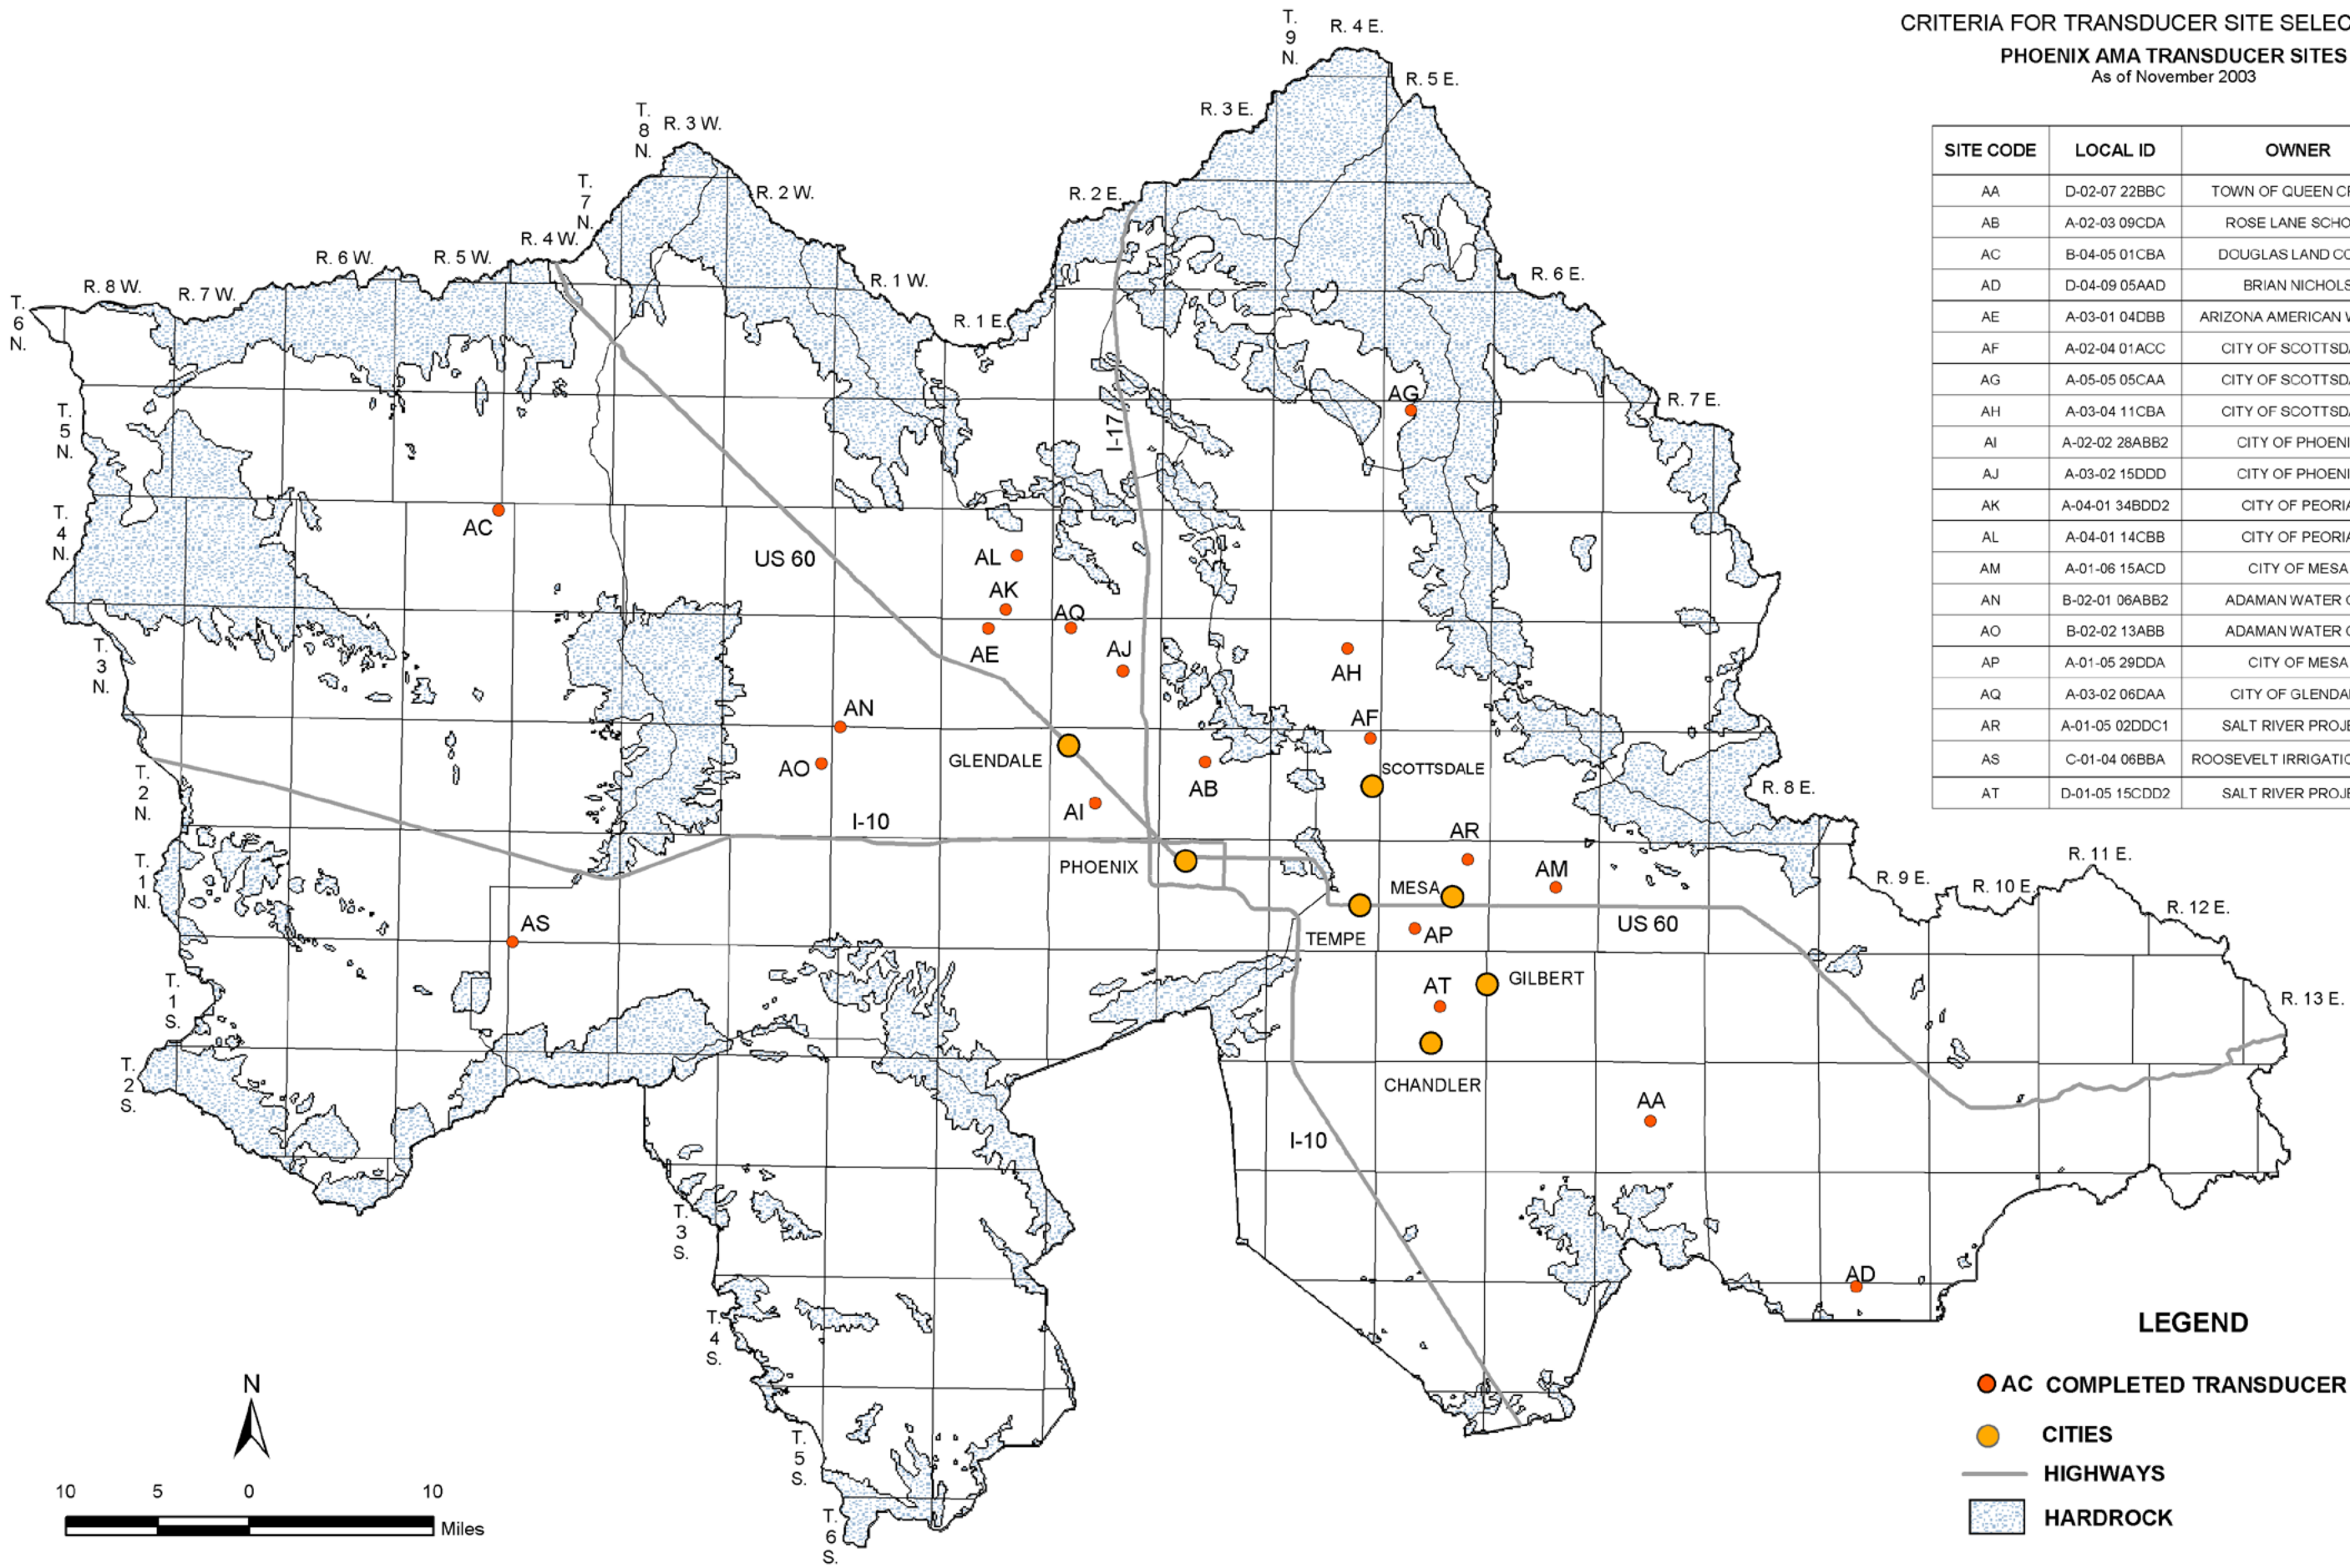 CRITERIA FOR TRANSDUCER SITE SELEC
PHOENIX AMA TRANSDUCER SITES
As of November 2003
SITE CODE LOCAL ID OWNER
AA D-02-07 22BBC TOWN OF QUEEN CR
AB A-02-03 09CDA ROSE LANE SCHO
AC B-04-05 01CBA DOUGLAS LAND CO
AD D-04-09 05AAD BRIAN NICHOLS
AE A-03-01 04DBB ARIZONA AMERICAN W
AF A-02-04 01ACC CITY OF SCOTTSDA
AG A-05-05 05CAA CITY OF SCOTTSDA
AH A-03-04 11CBA CITY OF SCOTTSDA
AI A-02-02 28ABB2 CITY OF PHOENI
AJ A-03-02 15DDD CITY OF PHOENI
AK A-04-01 34BDD2 CITY OF PEORIA
AL A-04-01 14CBB CITY OF PEORIA
AM A-01-06 15ACD CITY OF MESA
AN B-02-01 06ABB2 ADAMAN WATER C
AO B-02-02 13ABB ADAMAN WATER C
AP A-01-05 29DDA CITY OF MESA
AQ A-03-02 06DAA CITY OF GLENDA
AR A-01-05 02DDC1 SALT RIVER PROJE
AS C-01-04 06BBA ROOSEVELT IRRIGATIO
AT D-01-05 15CDD2 SALT RIVER PROJE
T. 9 N.
R. 4 E.
R. 5 E.
R. 3 E.
T. 8 N.
R. 3 W.
T. 7 N.
R. 2 W.
R. 2 E.
R. 4 W.
R. 6 W.
R. 5 W.
R. 8 W.
R. 7 W.
R. 1 W.
R. 1 E.
R. 6 E.
T. 6 N.
AG
R. 7 E.
T. 5 N.
I-17
T. 4 N.
AC
US 60
AL
AK
AQ
AE
AJ
AH
T. 3 N.
AN
AF
GLENDALE
AO
SCOTTSDALE
T. 2 N.
AB
R. 8 E.
AI
I-10
AR
PHOENIX
T. 1 N.
MESA
AM
R. 11 E.
R. 9 E.
R. 10 E.
R. 12 E.
AS
TEMPE
AP
US 60
T. 1 S.
AT
GILBERT
R. 13 E.
T. 2 S.
CHANDLER
AA
I-10
T. 3 S.
AD
T. 4 S.
T. 5 S.
T. 6 S.
N
10 5 0 10
Miles
LEGEND
AC COMPLETED TRANSDUCER
CITIES
HIGHWAYS
HARDROCK